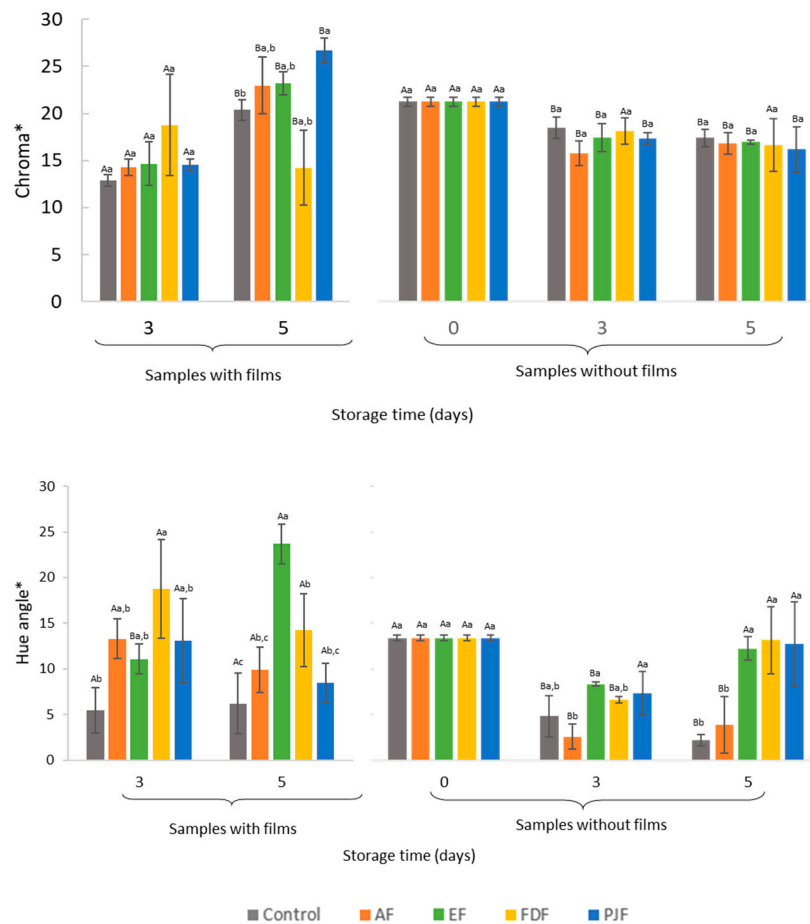 30
25
20
15
10
5
0
Chroma*
Aa Aa Aa Aa Aa
Bb Ba,b Ba,b Ba,b Ba
Aa Aa Aa Aa Aa
Ba Ba Ba Aa Ba
Ba Ba Ba Aa Ba
3 5 0 3 5
Samples with films Samples without films
Storage time (days)
30
25
20
15
10
5
0
Hue angle*
Ab Aa,b Ba,b Aa Aa,b
Ac Ab,c Aa Ab Ab,c
Aa Aa Aa Aa Aa
Ba,b Bb Ba Ba,b Aa
Bb Bb Aa Aa Aa
3 5 0 3 5
Samples with films Samples without films
Storage time (days)
Control AF EF FDF PJF